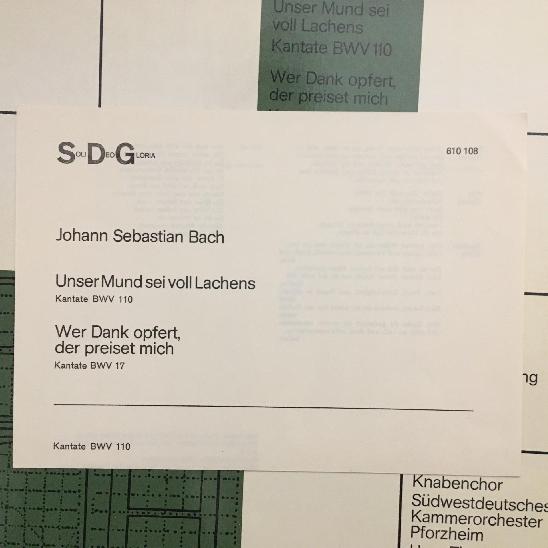 Unser Mund sei
voll Lachens
Kantate BWV 110
Wer Dank opfert,
der preiset mich
SOLI DEO GLORIA
610 108
Johann Sebastian Bach
Unser Mund sei voll Lachens
Kantate BWV 110
Wer Dank opfert,
der preiset mich
Kantate BWV 17
Kantate BWV 110
ng
Knabenchor
Südwestdeutsches
Kammerorchester
Pforzheim